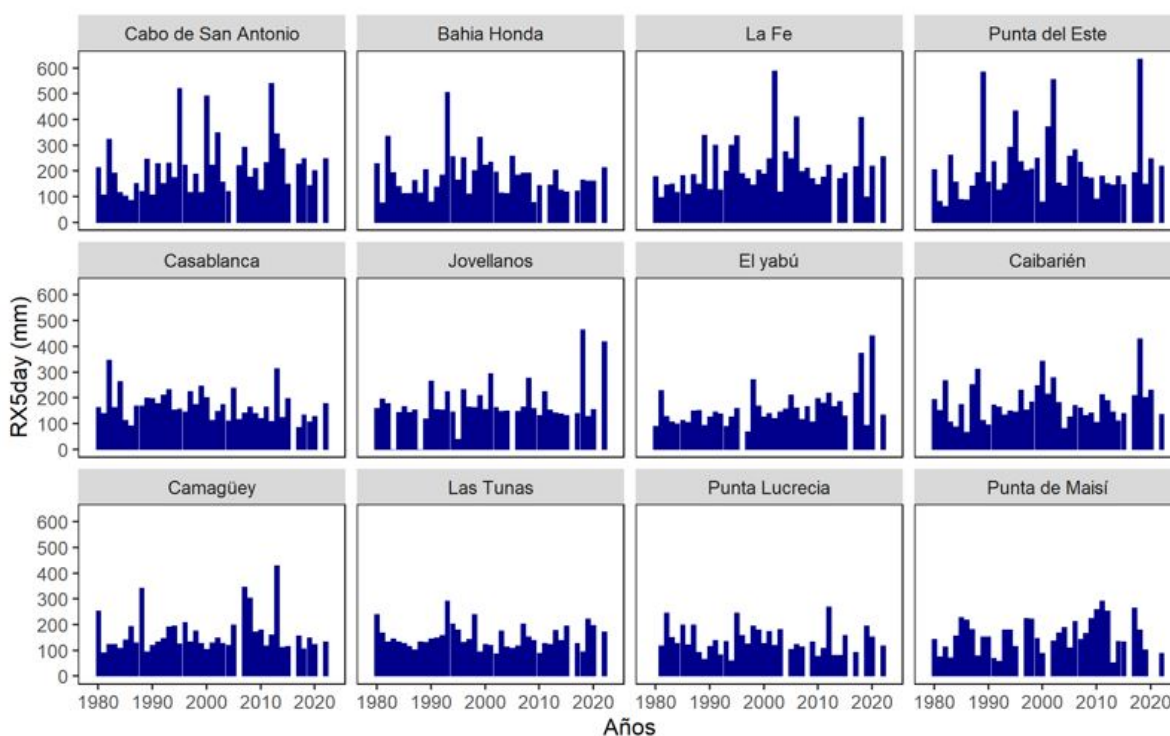 Cabo de San Antonio
Bahia Honda
La Fe
Punta del Este
600
500
400
300
200
100
0
Casablanca
Jovellanos
El yabú
Caibarién
RX5day (mm)
600
500
400
300
200
100
0
Camagüey
Las Tunas
Punta Lucrecia
Punta de Maisí
600
500
400
300
200
100
0
1980 1990 2000 2010 2020
1980 1990 2000 2010 2020
1980 1990 2000 2010 2020
1980 1990 2000 2010 2020
Años